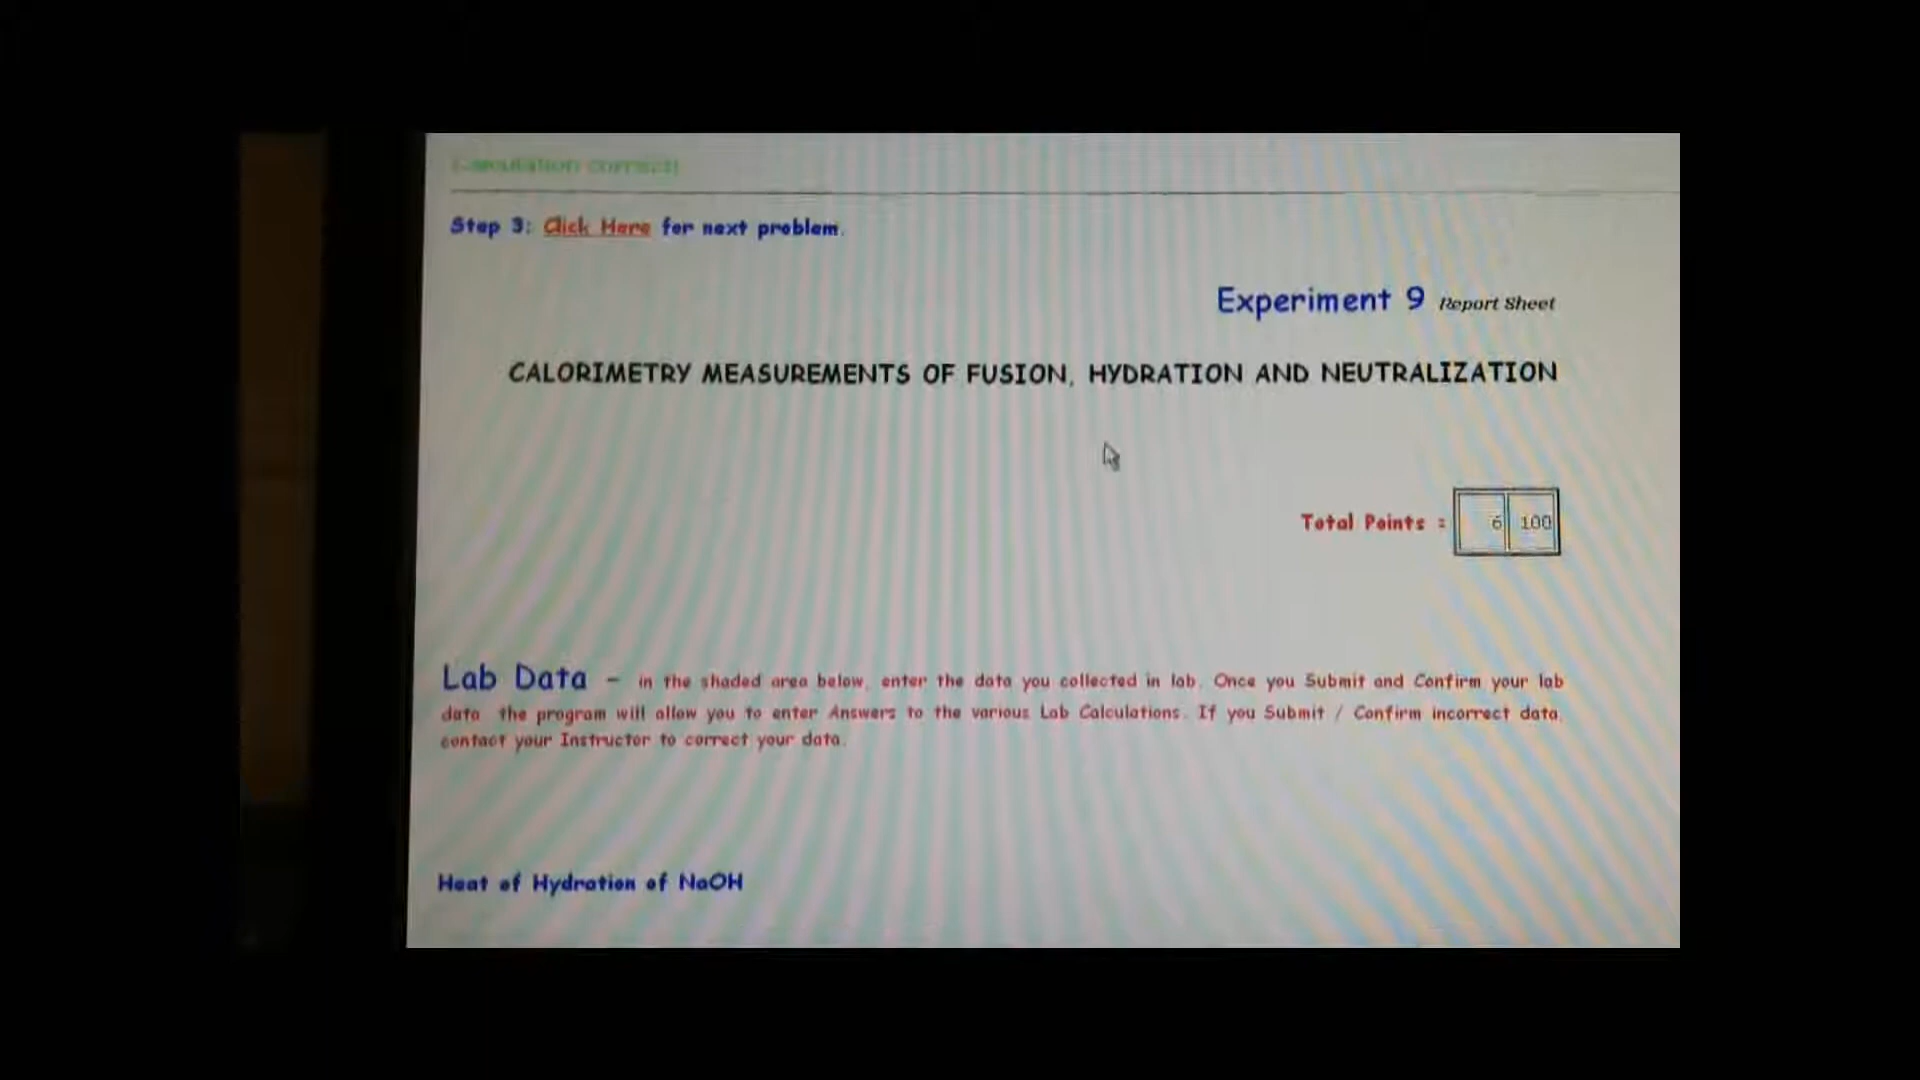 Calculation correct!
Step 3: Click Here for next problem.
Experiment 9 Report Sheet
CALORIMETRY MEASUREMENTS OF FUSION, HYDRATION AND NEUTRALIZATION
Total Points = 6 100
Lab Data - in the shaded area below, enter the data you collected in lab. Once you Submit and Confirm your lab
data the program will allow you to enter Answers to the various Lab Calculations. If you Submit / Confirm incorrect data,
contact your Instructor to correct your data.
Heat of Hydration of NaOH